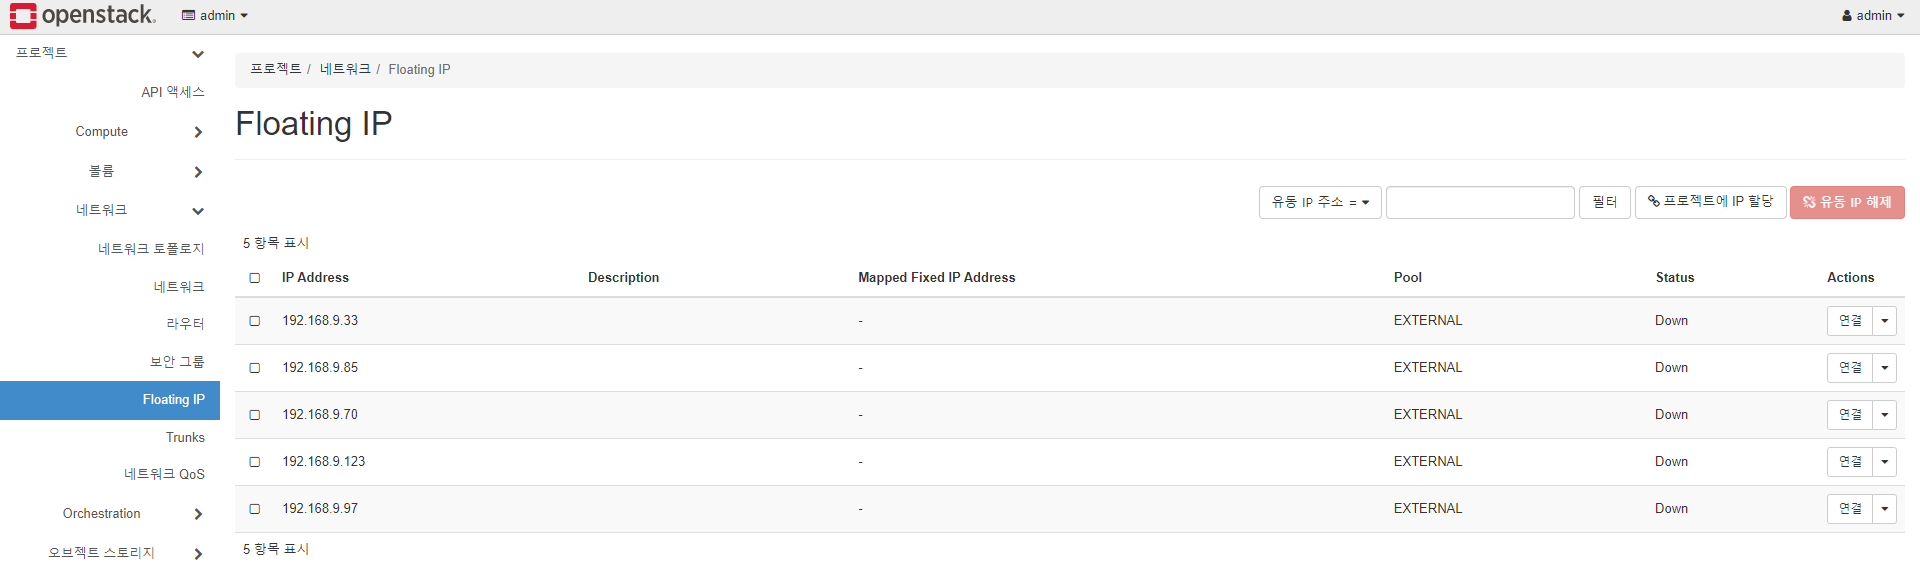 openstack. admin admin
프로젝트
API 액세스
Compute
볼륨
네트워크
네트워크 토폴로지
네트워크
라우터
보안 그룹
Floating IP
Trunks
네트워크 QoS
Orchestration
오브젝트 스토리지
프로젝트 / 네트워크 / Floating IP
Floating IP
유동 IP 주소 = 필터 프로젝트에 IP 할당 유동 IP 해제
5 항목 표시
IP Address Description Mapped Fixed IP Address Pool Status Actions
192.168.9.33 - EXTERNAL Down 연결
192.168.9.85 - EXTERNAL Down 연결
192.168.9.70 - EXTERNAL Down 연결
192.168.9.123 - EXTERNAL Down 연결
192.168.9.97 - EXTERNAL Down 연결
5 항목 표시